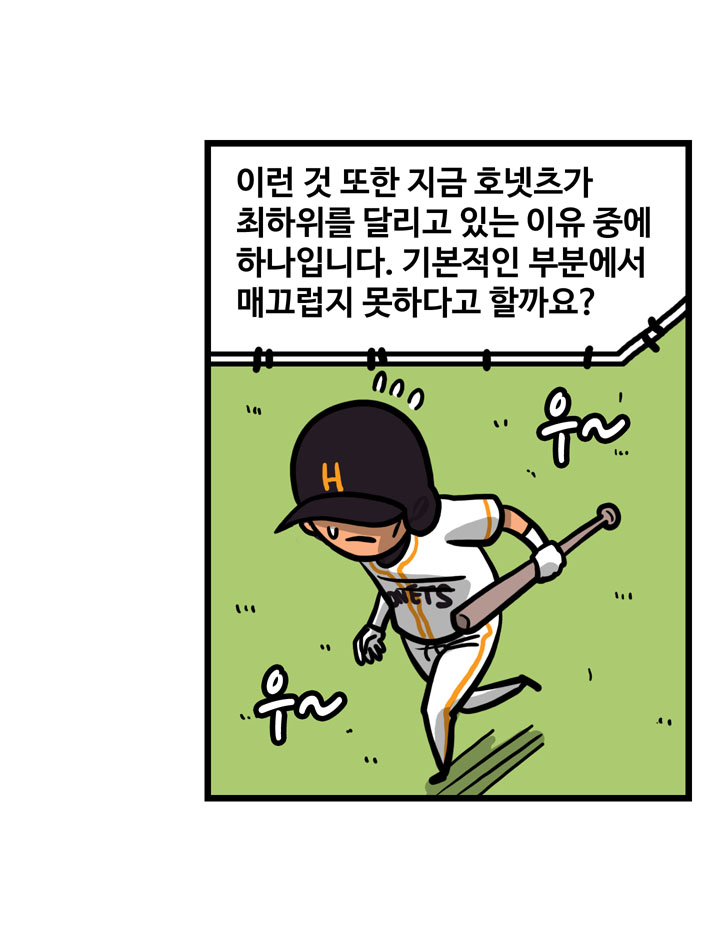 이런 것 또한 지금 호넷츠가
최하위를 달리고 있는 이유 중에
하나입니다. 기본적인 부분에서
매끄럽지 못하다고 할까요?
우~
H
NETS
우~